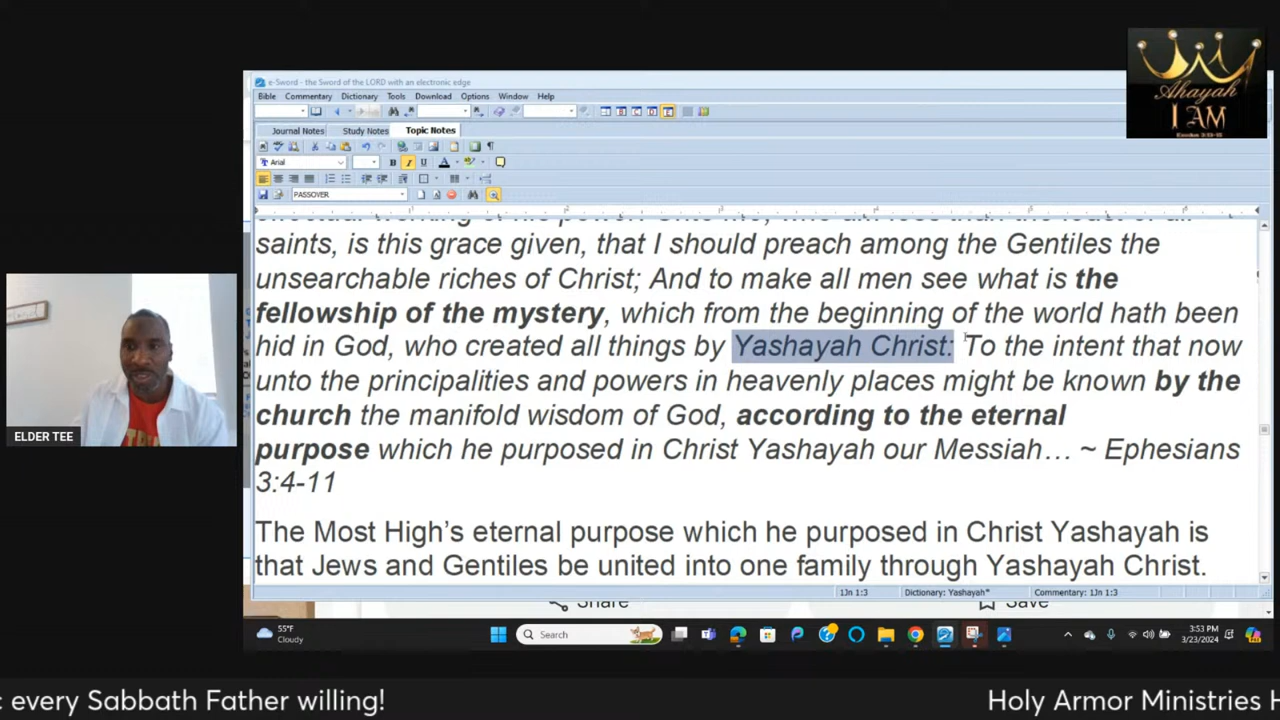 Ahayah
I AM
Exodus 3:13-15
e-Sword - the Sword of the LORD with an electronic edge
Bible Commentary Dictionary Tools Download Options Window Help
Journal Notes Study Notes Topic Notes
Arial B I U A
PASSOVER
saints, is this grace given, that I should preach among the Gentiles the
unsearchable riches of Christ; And to make all men see what is the
fellowship of the mystery, which from the beginning of the world hath been
hid in God, who created all things by Yashayah Christ: To the intent that now
unto the principalities and powers in heavenly places might be known by the
church the manifold wisdom of God, according to the eternal
purpose which he purposed in Christ Yashayah our Messiah… ~ Ephesians
3:4-11
The Most High’s eternal purpose which he purposed in Christ Yashayah is
that Jews and Gentiles be united into one family through Yashayah Christ.
1Jn 1:3 Dictionary: Yashayah* Commentary: 1Jn 1:3
Share Save
ELDER TEE
55°F
Cloudy
Search
3:53 PM
3/23/2024
c every Sabbath Father willing!
Holy Armor Ministries H